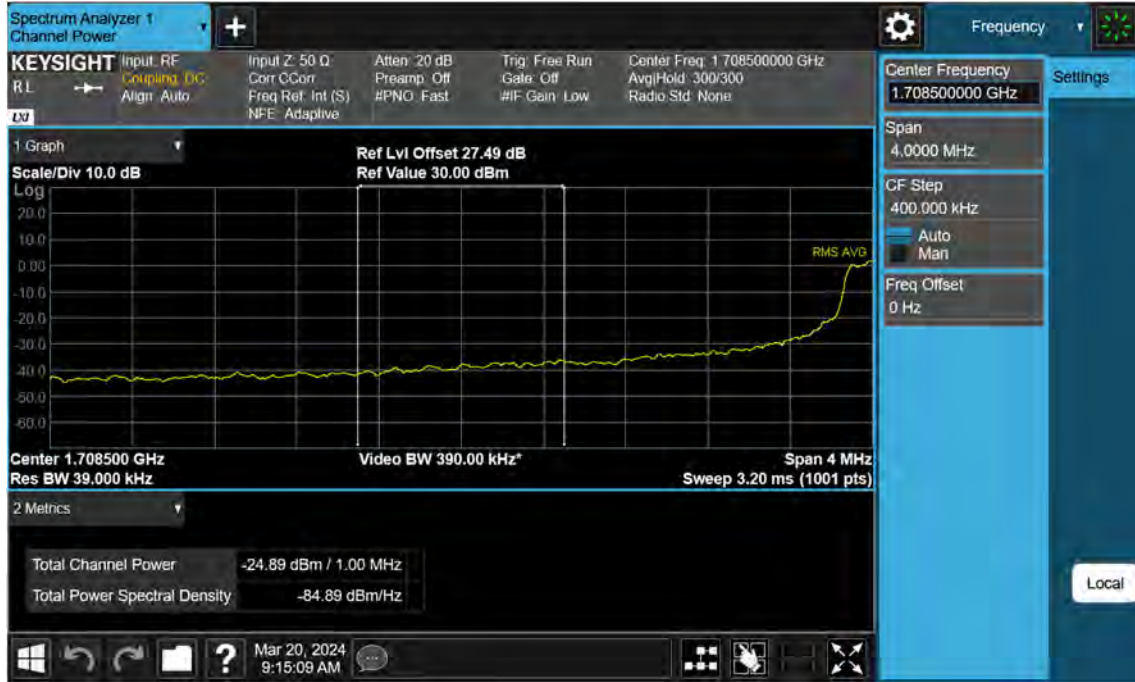 Spectrum Analyzer 1
Channel Power
+
Frequency
KEYSIGHT
RL
LXI
Input: RF
Coupling: DC
Align: Auto
Input Z: 50 Ω
Corr CCorr
Freq Ref: Int (S)
NFE: Adaptive
Atten: 20 dB
Preamp: Off
#PNO: Fast
Trig: Free Run
Gate: Off
#IF Gain: Low
Center Freq: 1.708500000 GHz
Avg|Hold: 300/300
Radio Std: None
Center Frequency
1.708500000 GHz
Settings
Span
4.0000 MHz
CF Step
400.000 kHz
Auto
Man
Freq Offset
0 Hz
Local
1 Graph
Scale/Div 10.0 dB
Ref Lvl Offset 27.49 dB
Ref Value 30.00 dBm
Log
20.0
10.0
0.00
-10.0
-20.0
-30.0
-40.0
-50.0
-60.0
RMS AVG
Center 1.708500 GHz
Res BW 39.000 kHz
Video BW 390.00 kHz*
Span 4 MHz
Sweep 3.20 ms (1001 pts)
2 Metrics
Total Channel Power -24.89 dBm / 1.00 MHz
Total Power Spectral Density -84.89 dBm/Hz
?
Mar 20, 2024
9:15:09 AM